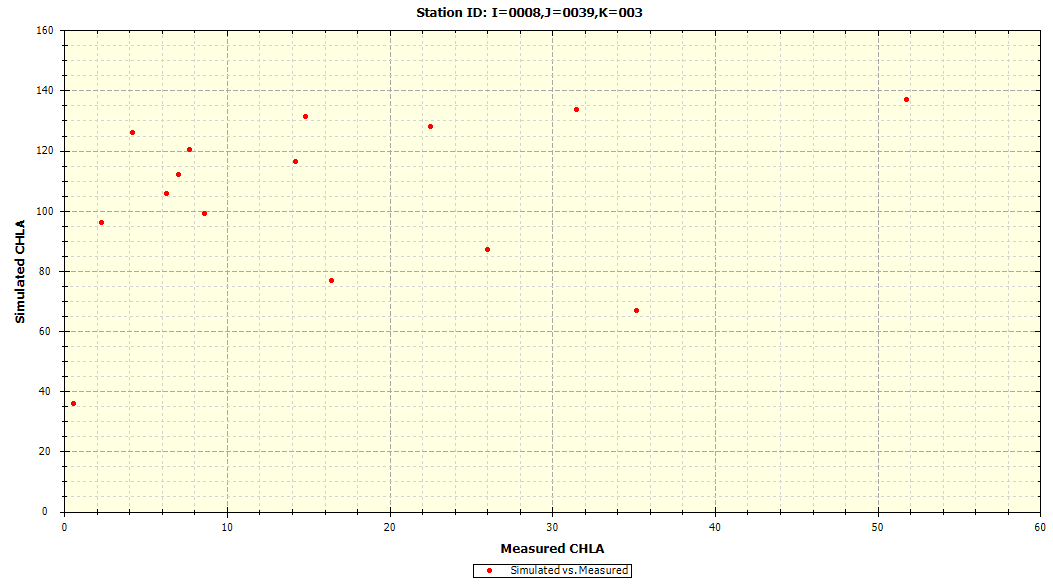 Station ID: I=0008,J=0039,K=003
160
140
120
100
80
60
40
20
0
Simulated CHLA
0 10 20 30 40 50 60
Measured CHLA
Simulated vs. Measured